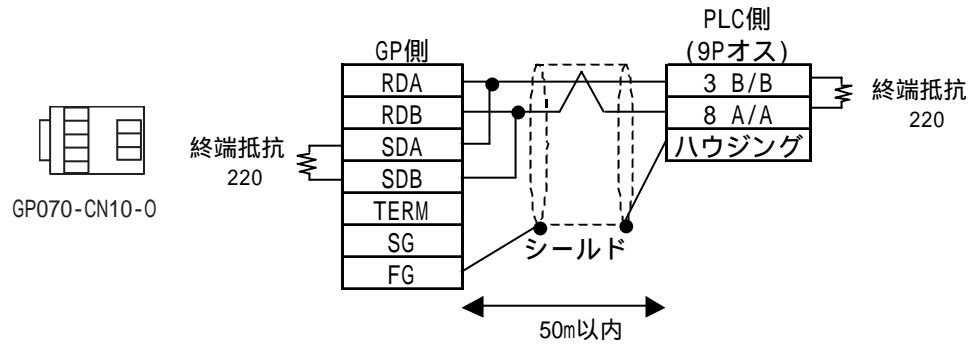 PLC側
(9Pオス)
GP側
RDA
RDB
SDA
SDB
TERM
SG
FG
3 B/B
8 A/A
ハウジング
終端抵抗
220
終端抵抗
220
GP070-CN10-O
シールド
50m以内